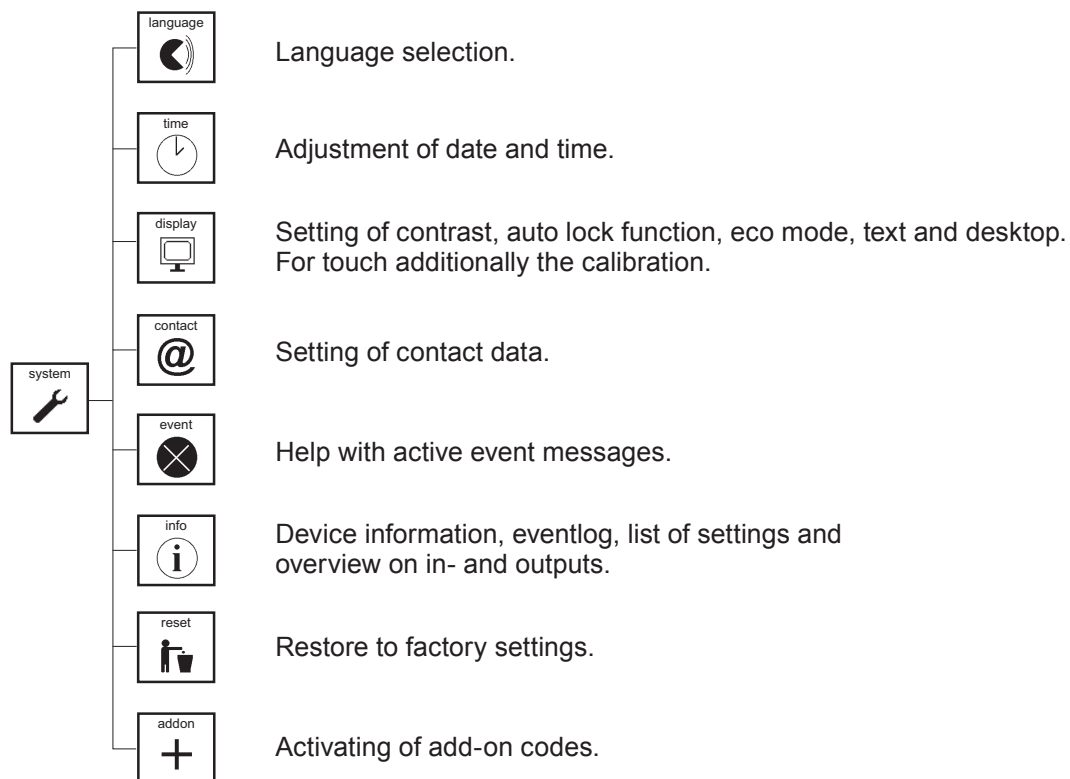 language
Language selection.
time
Adjustment of date and time.
display
Setting of contrast, auto lock function, eco mode, text and desktop.
For touch additionally the calibration.
contact
@
Setting of contact data.
system
event
Help with active event messages.
info
i
Device information, eventlog, list of settings and
overview on in- and outputs.
reset
Restore to factory settings.
addon
+
Activating of add-on codes.